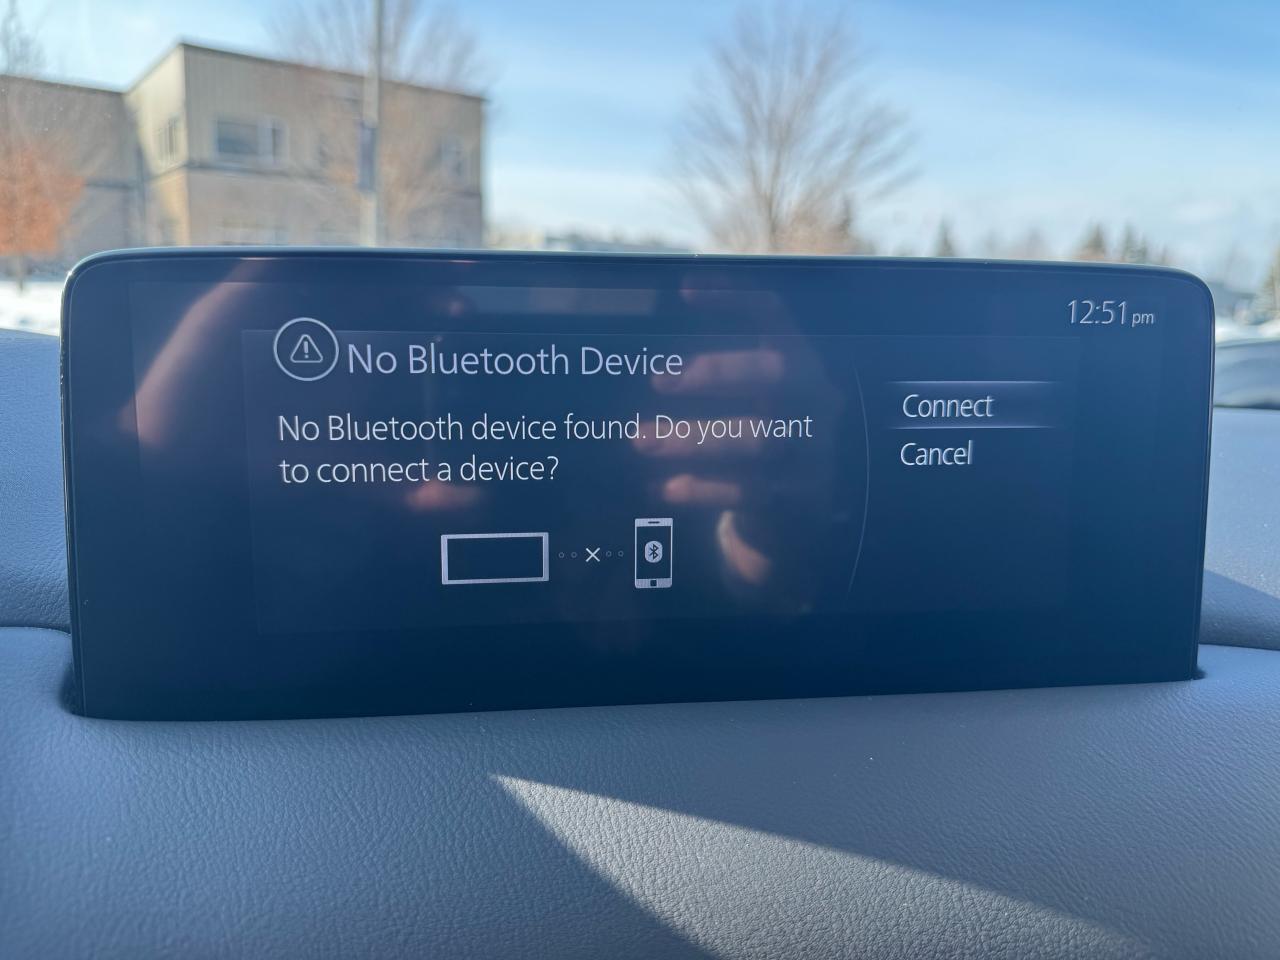 12:51 pm
No Bluetooth Device
No Bluetooth device found. Do you want
to connect a device?
Connect
Cancel